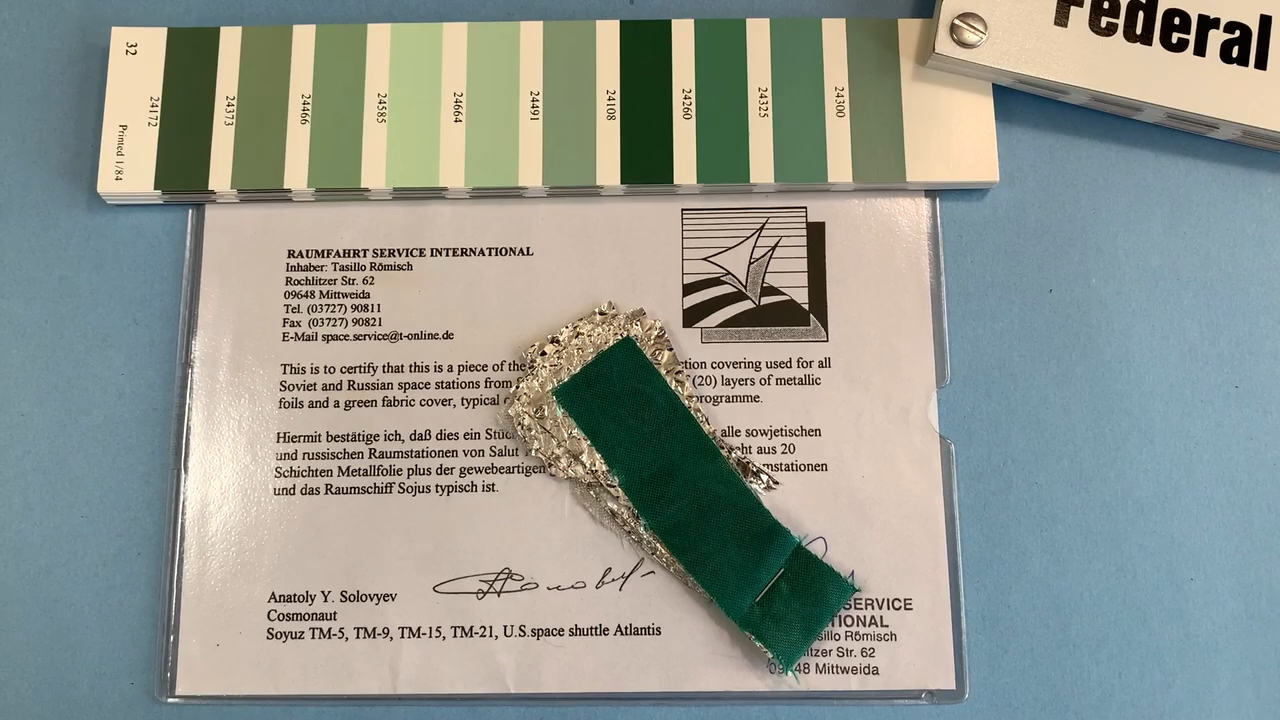 32
Printed 1/84
24172
24373
24466
24585
24664
24491
24108
24260
24325
24300
Federal
RAUMFAHRT SERVICE INTERNATIONAL
Inhaber: Tasillo Römisch
Rochlitzer Str. 62
09648 Mittweida
Tel. (03727) 90811
Fax (03727) 90821
E-Mail space.service@t-online.de
This is to certify that this is a piece of the ction covering used for all
Soviet and Russian space stations from (20) layers of metallic
foils and a green fabric cover, typical programme.
Hiermit bestätige ich, daß dies ein Stüc alle sowjetischen
und russischen Raumstationen von Salut ht aus 20
Schichten Metallfolie plus der gewebeartigen mstationen
und das Raumschiff Sojus typisch ist.
Anatoly Y. Solovyev
Cosmonaut
Soyuz TM-5, TM-9, TM-15, TM-21, U.S.space shuttle Atlantis
SERVICE
TIONAL
asillo Römisch
litzer Str. 62
09 48 Mittweida